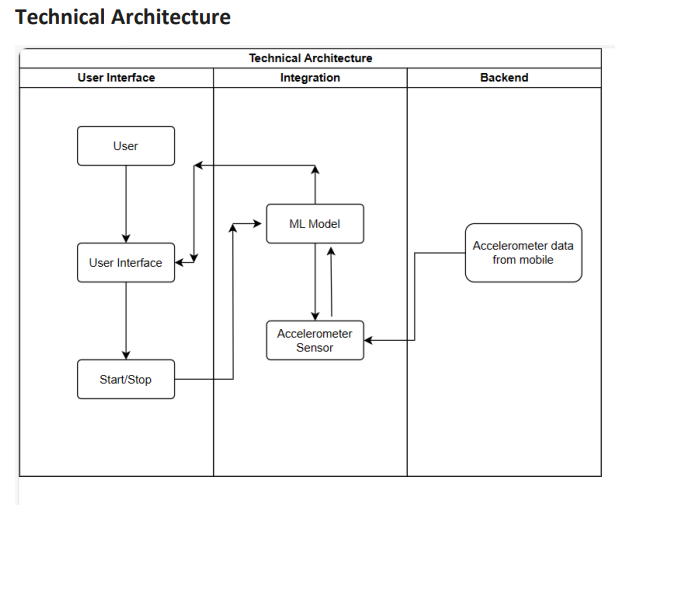 Technical Architecture
Technical Architecture
User Interface
Integration
Backend
User
ML Model
Accelerometer data
from mobile
User Interface
Accelerometer
Sensor
Start/Stop